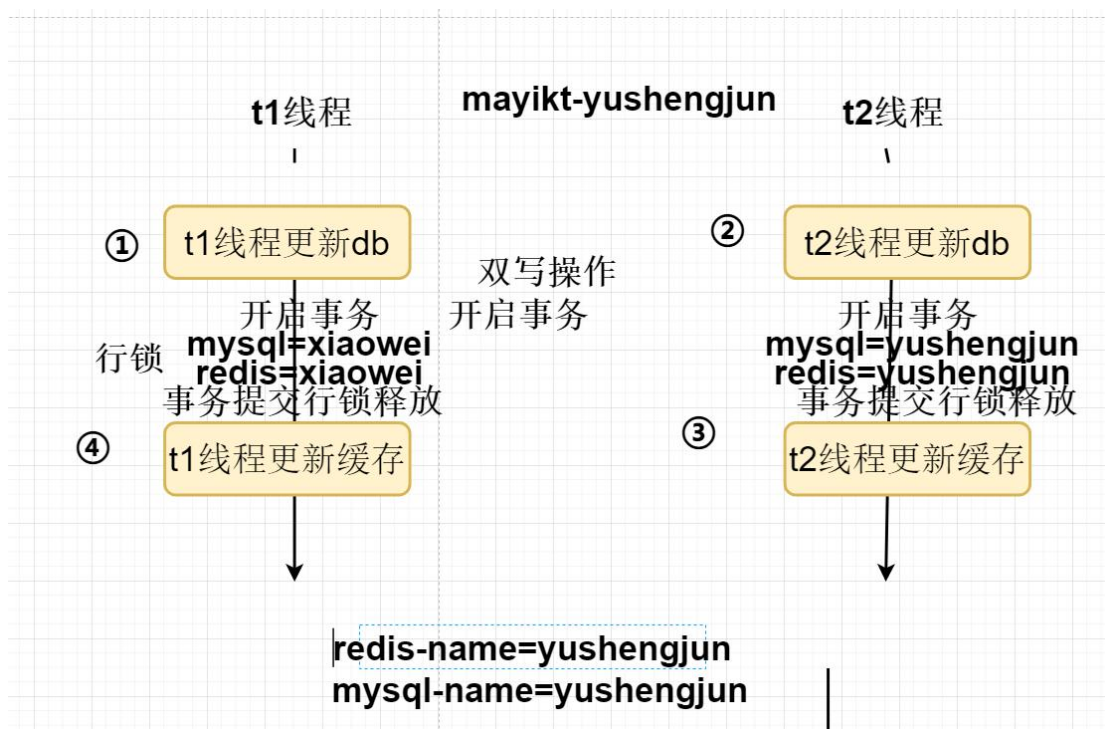 mayikt-yushengjun
t1线程
t2线程
①
t1线程更新db
②
t2线程更新db
双写操作
开启事务
开启事务
mysql=xiaowei
redis=xiaowei
事务提交行锁释放
行锁
开启事务
mysql=yushengjun
redis=yushengjun
事务提交行锁释放
④
t1线程更新缓存
③
t2线程更新缓存
redis-name=yushengjun
mysql-name=yushengjun